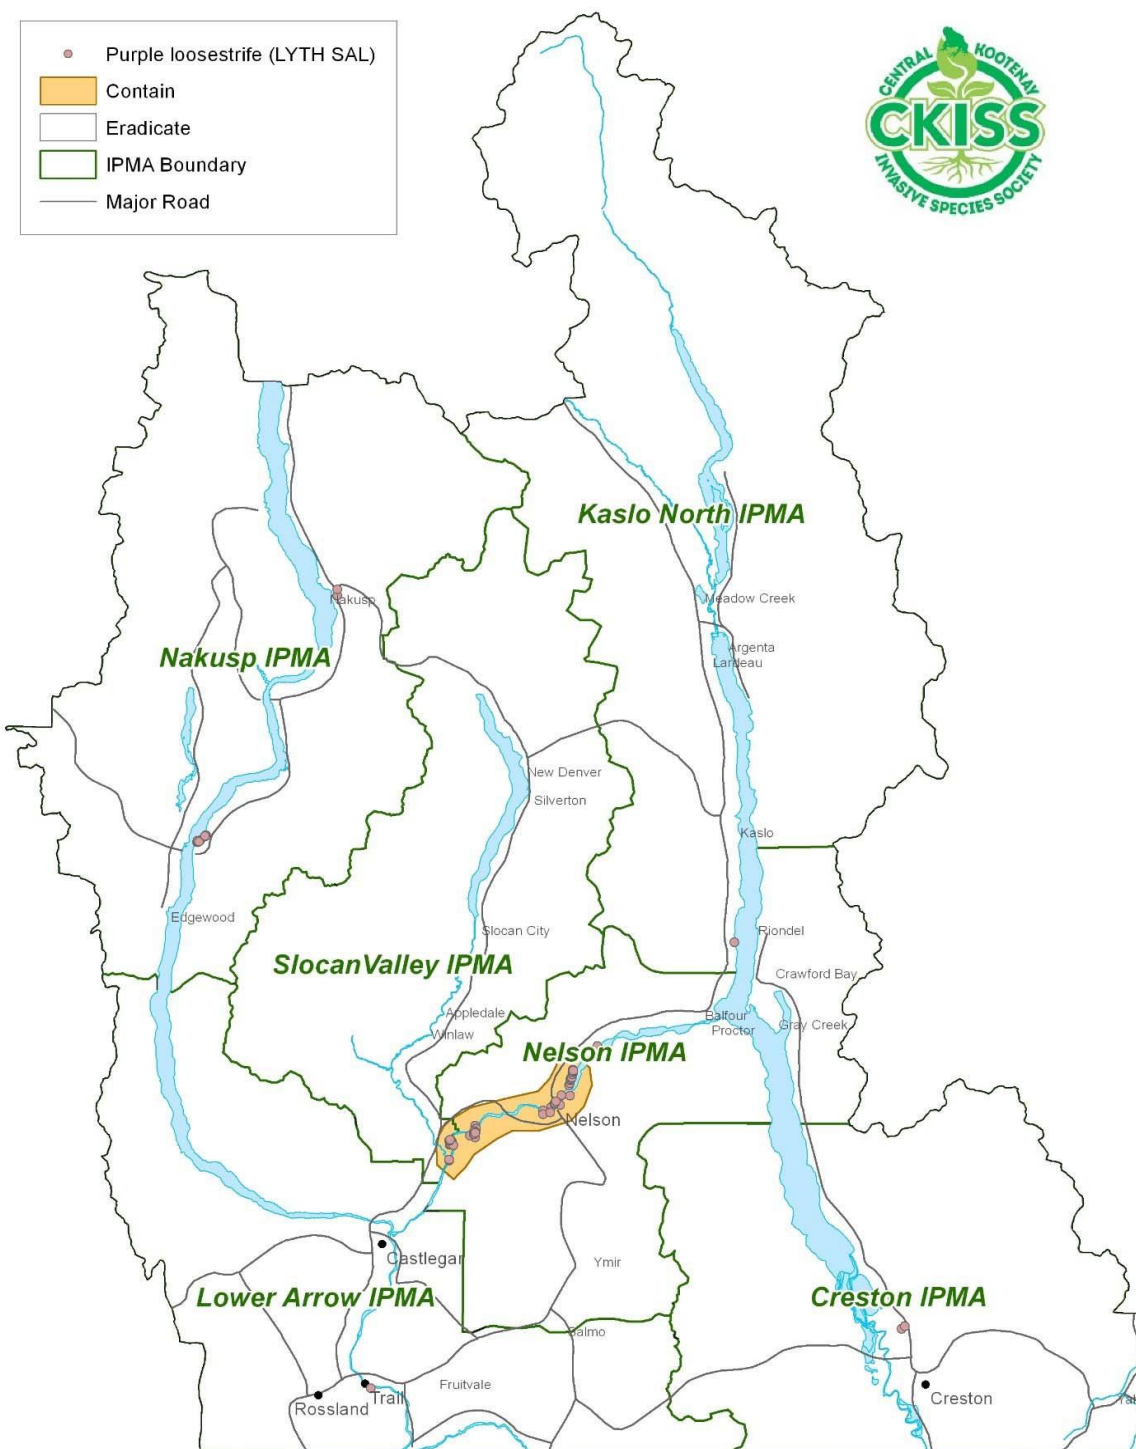 Purple loosestrife (LYTH SAL)
Contain
Eradicate
IPMA Boundary
Major Road
CENTRAL KOOTENAY
CKISS
INVASIVE SPECIES SOCIETY
Kaslo North IPMA
Meadow Creek
Nakusp
Argenta
Lardeau
Nakusp IPMA
New Denver
Silverton
Kaslo
Edgewood
Slocan City
Riondel
SlocanValley IPMA
Crawford Bay
Appledale
Balfour
Gray Creek
Winlaw
Proctor
Nelson IPMA
Nelson
Castlegar
Ymir
Lower Arrow IPMA
Creston IPMA
Salmo
Fruitvale
Trail
Rossland
Creston